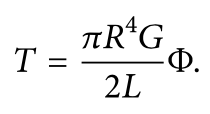 T = \frac{\pi R^4 G}{2L} \Phi.